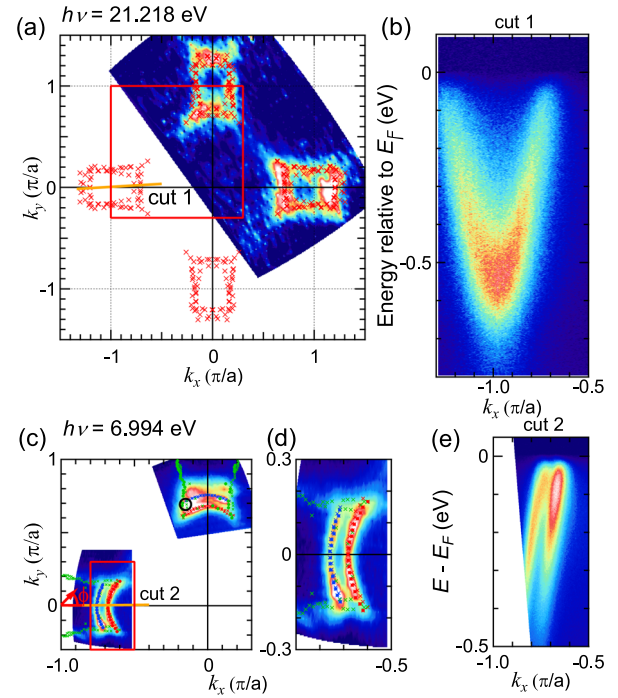 hν = 21.218 eV
(a)
1
0
-1
-1
0
1
k_y (π/a)
k_x (π/a)
cut 1
(b)
cut 1
0
-0.5
Energy relative to E_F (eV)
-1.0
-0.5
k_x (π/a)
hν = 6.994 eV
(c)
1
0
k_y (π/a)
-1.0
0
k_x (π/a)
cut 2
ϕ
(d)
0.3
0
-0.3
-1
-0.5
(e)
cut 2
0
-0.5
E - E_F (eV)
-1.0
-0.5
k_x (π/a)